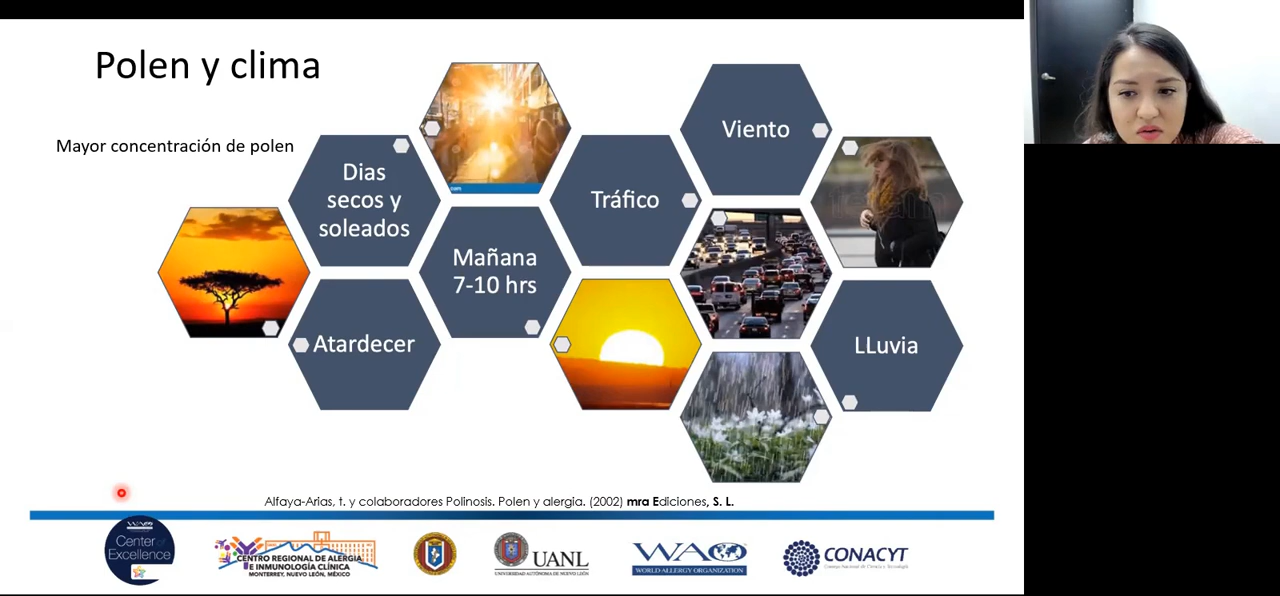 Polen y clima
Mayor concentración de polen
Dias
secos y
soleados
Viento
Tráfico
Mañana
7-10 hrs
Atardecer
LLuvia
Alfaya-Arias, t. y colaboradores Polinosis. Polen y alergia. (2002) mra Ediciones, S. L.
WAO
Center of
Excellence
CENTRO REGIONAL DE ALERGIA
E INMUNOLOGÍA CLÍNICA
MONTERREY, NUEVO LEÓN, MÉXICO
UANL
UNIVERSIDAD AUTÓNOMA DE NUEVO LEÓN
WAO
WORLD ALLERGY ORGANIZATION
CONACYT
Consejo Nacional de Ciencia y Tecnología